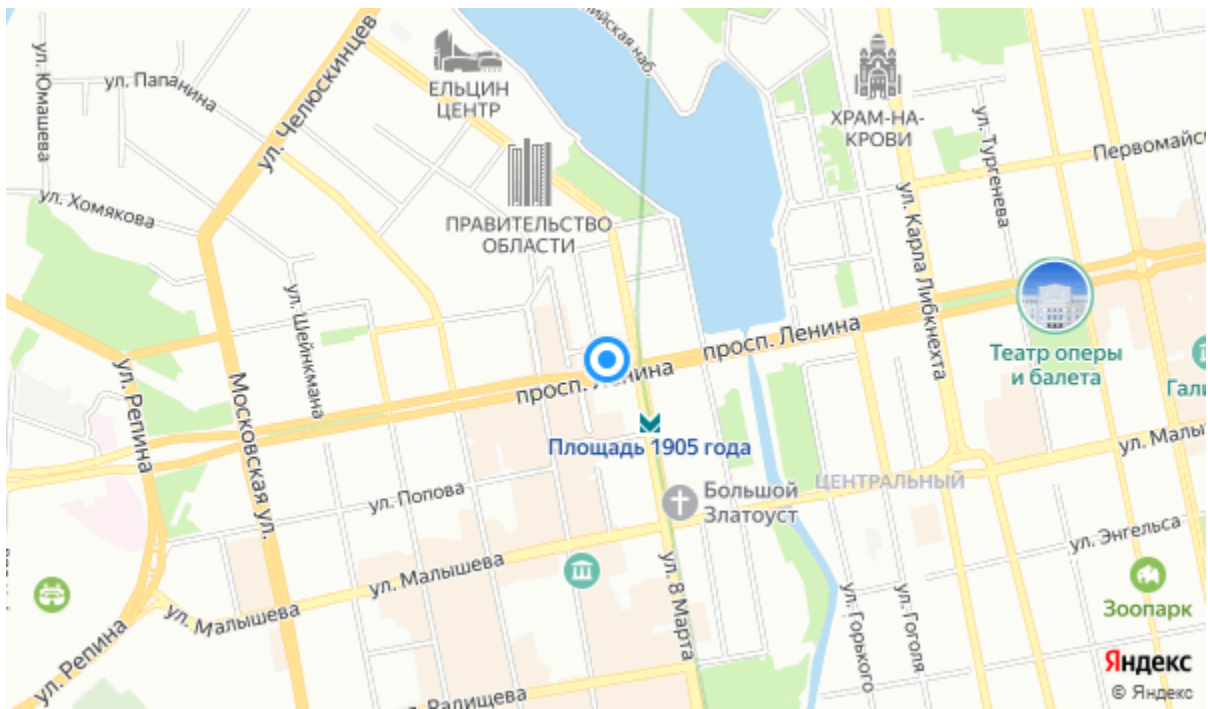 ул. Юмашева
ул. Папанина
ул. Челюскинцев
ЕЛЬЦИН
ЦЕНТР
наб.
ХРАМ-НА-
КРОВИ
ул. Тургенева
Первомайс
ул. Хомякова
ПРАВИТЕЛЬСТВО
ОБЛАСТИ
ул. Карла Либкнехта
ул. Шейнкмана
просп. Ленина
просп. Ленина
Театр оперы
и балета
Гали
ул. Репина
Московская ул.
Площадь 1905 года
ул. Малыш
ул. Попова
Большой
Златоуст
ЦЕНТРАЛЬНЫЙ
ул. Энгельса
ул. Малышева
ул. Малышева
ул. 8 Марта
ул. Горького
ул. Гоголя
Зоопарк
ул. Репина
Яндекс
© Яндекс